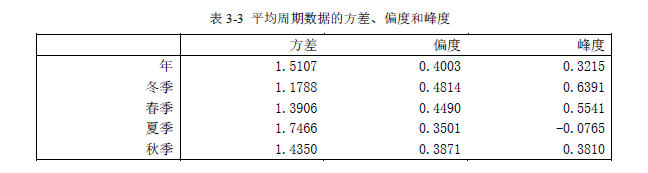 表 3-3 平均周期数据的方差、偏度和峰度
方差 偏度 峰度
年 1.5107 0.4003 0.3215
冬季 1.1788 0.4814 0.6391
春季 1.3906 0.4490 0.5541
夏季 1.7466 0.3501 -0.0765
秋季 1.4350 0.3871 0.3810